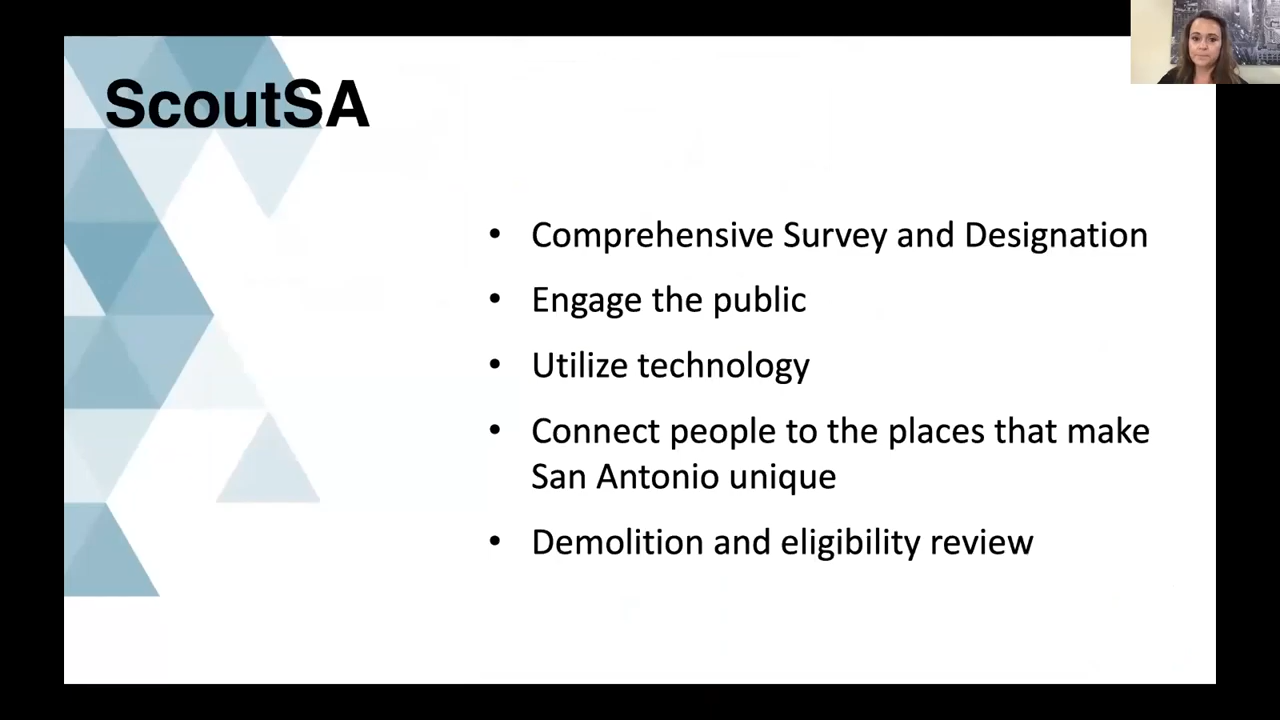 ScoutSA
• Comprehensive Survey and Designation
• Engage the public
• Utilize technology
• Connect people to the places that make
San Antonio unique
• Demolition and eligibility review